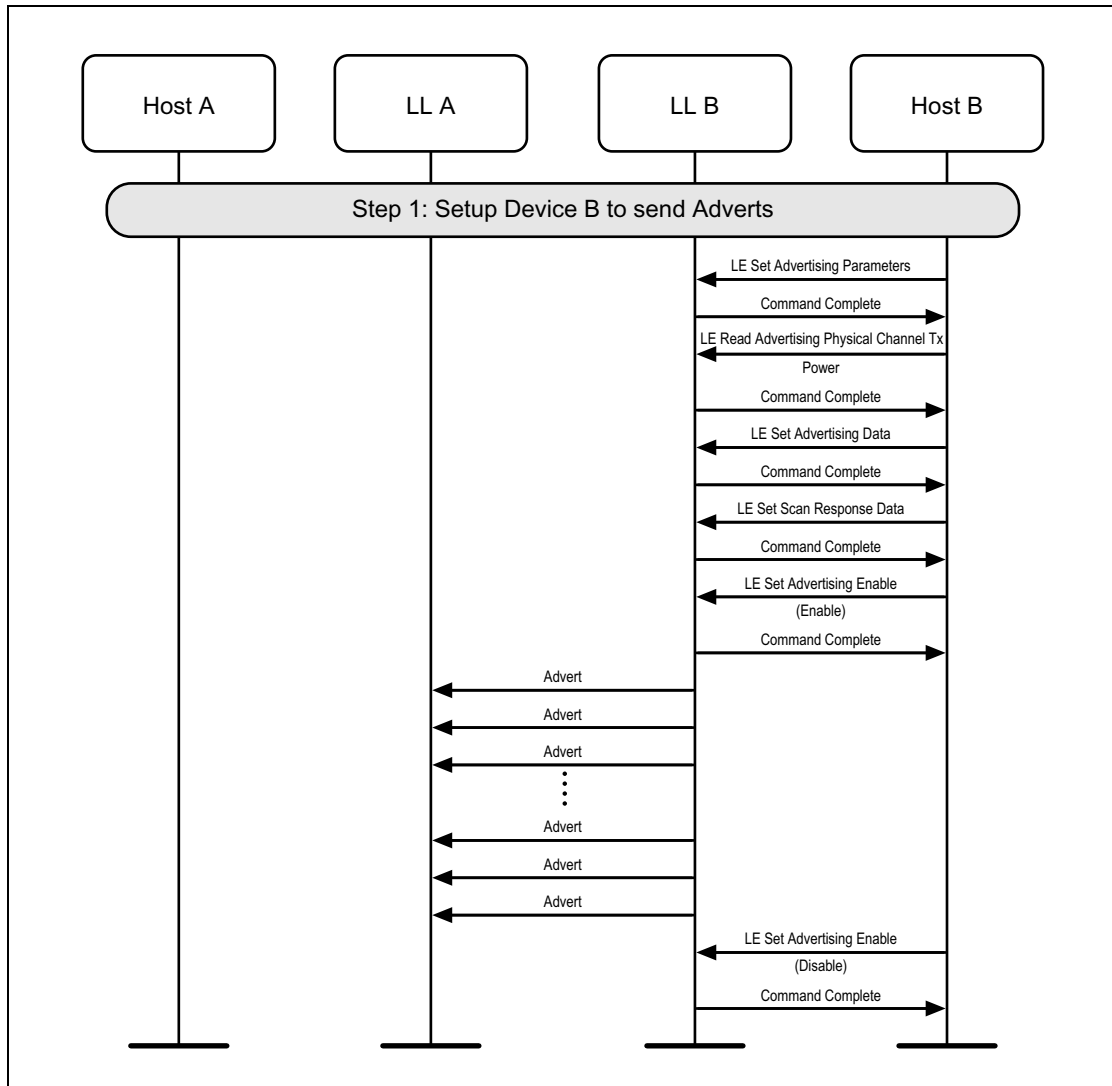 Host A
LL A
LL B
Host B
Step 1: Setup Device B to send Adverts
LE Set Advertising Parameters
Command Complete
LE Read Advertising Physical Channel Tx
Power
Command Complete
LE Set Advertising Data
Command Complete
LE Set Scan Response Data
Command Complete
LE Set Advertising Enable
(Enable)
Command Complete
Advert
Advert
Advert
Advert
Advert
Advert
LE Set Advertising Enable
(Disable)
Command Complete